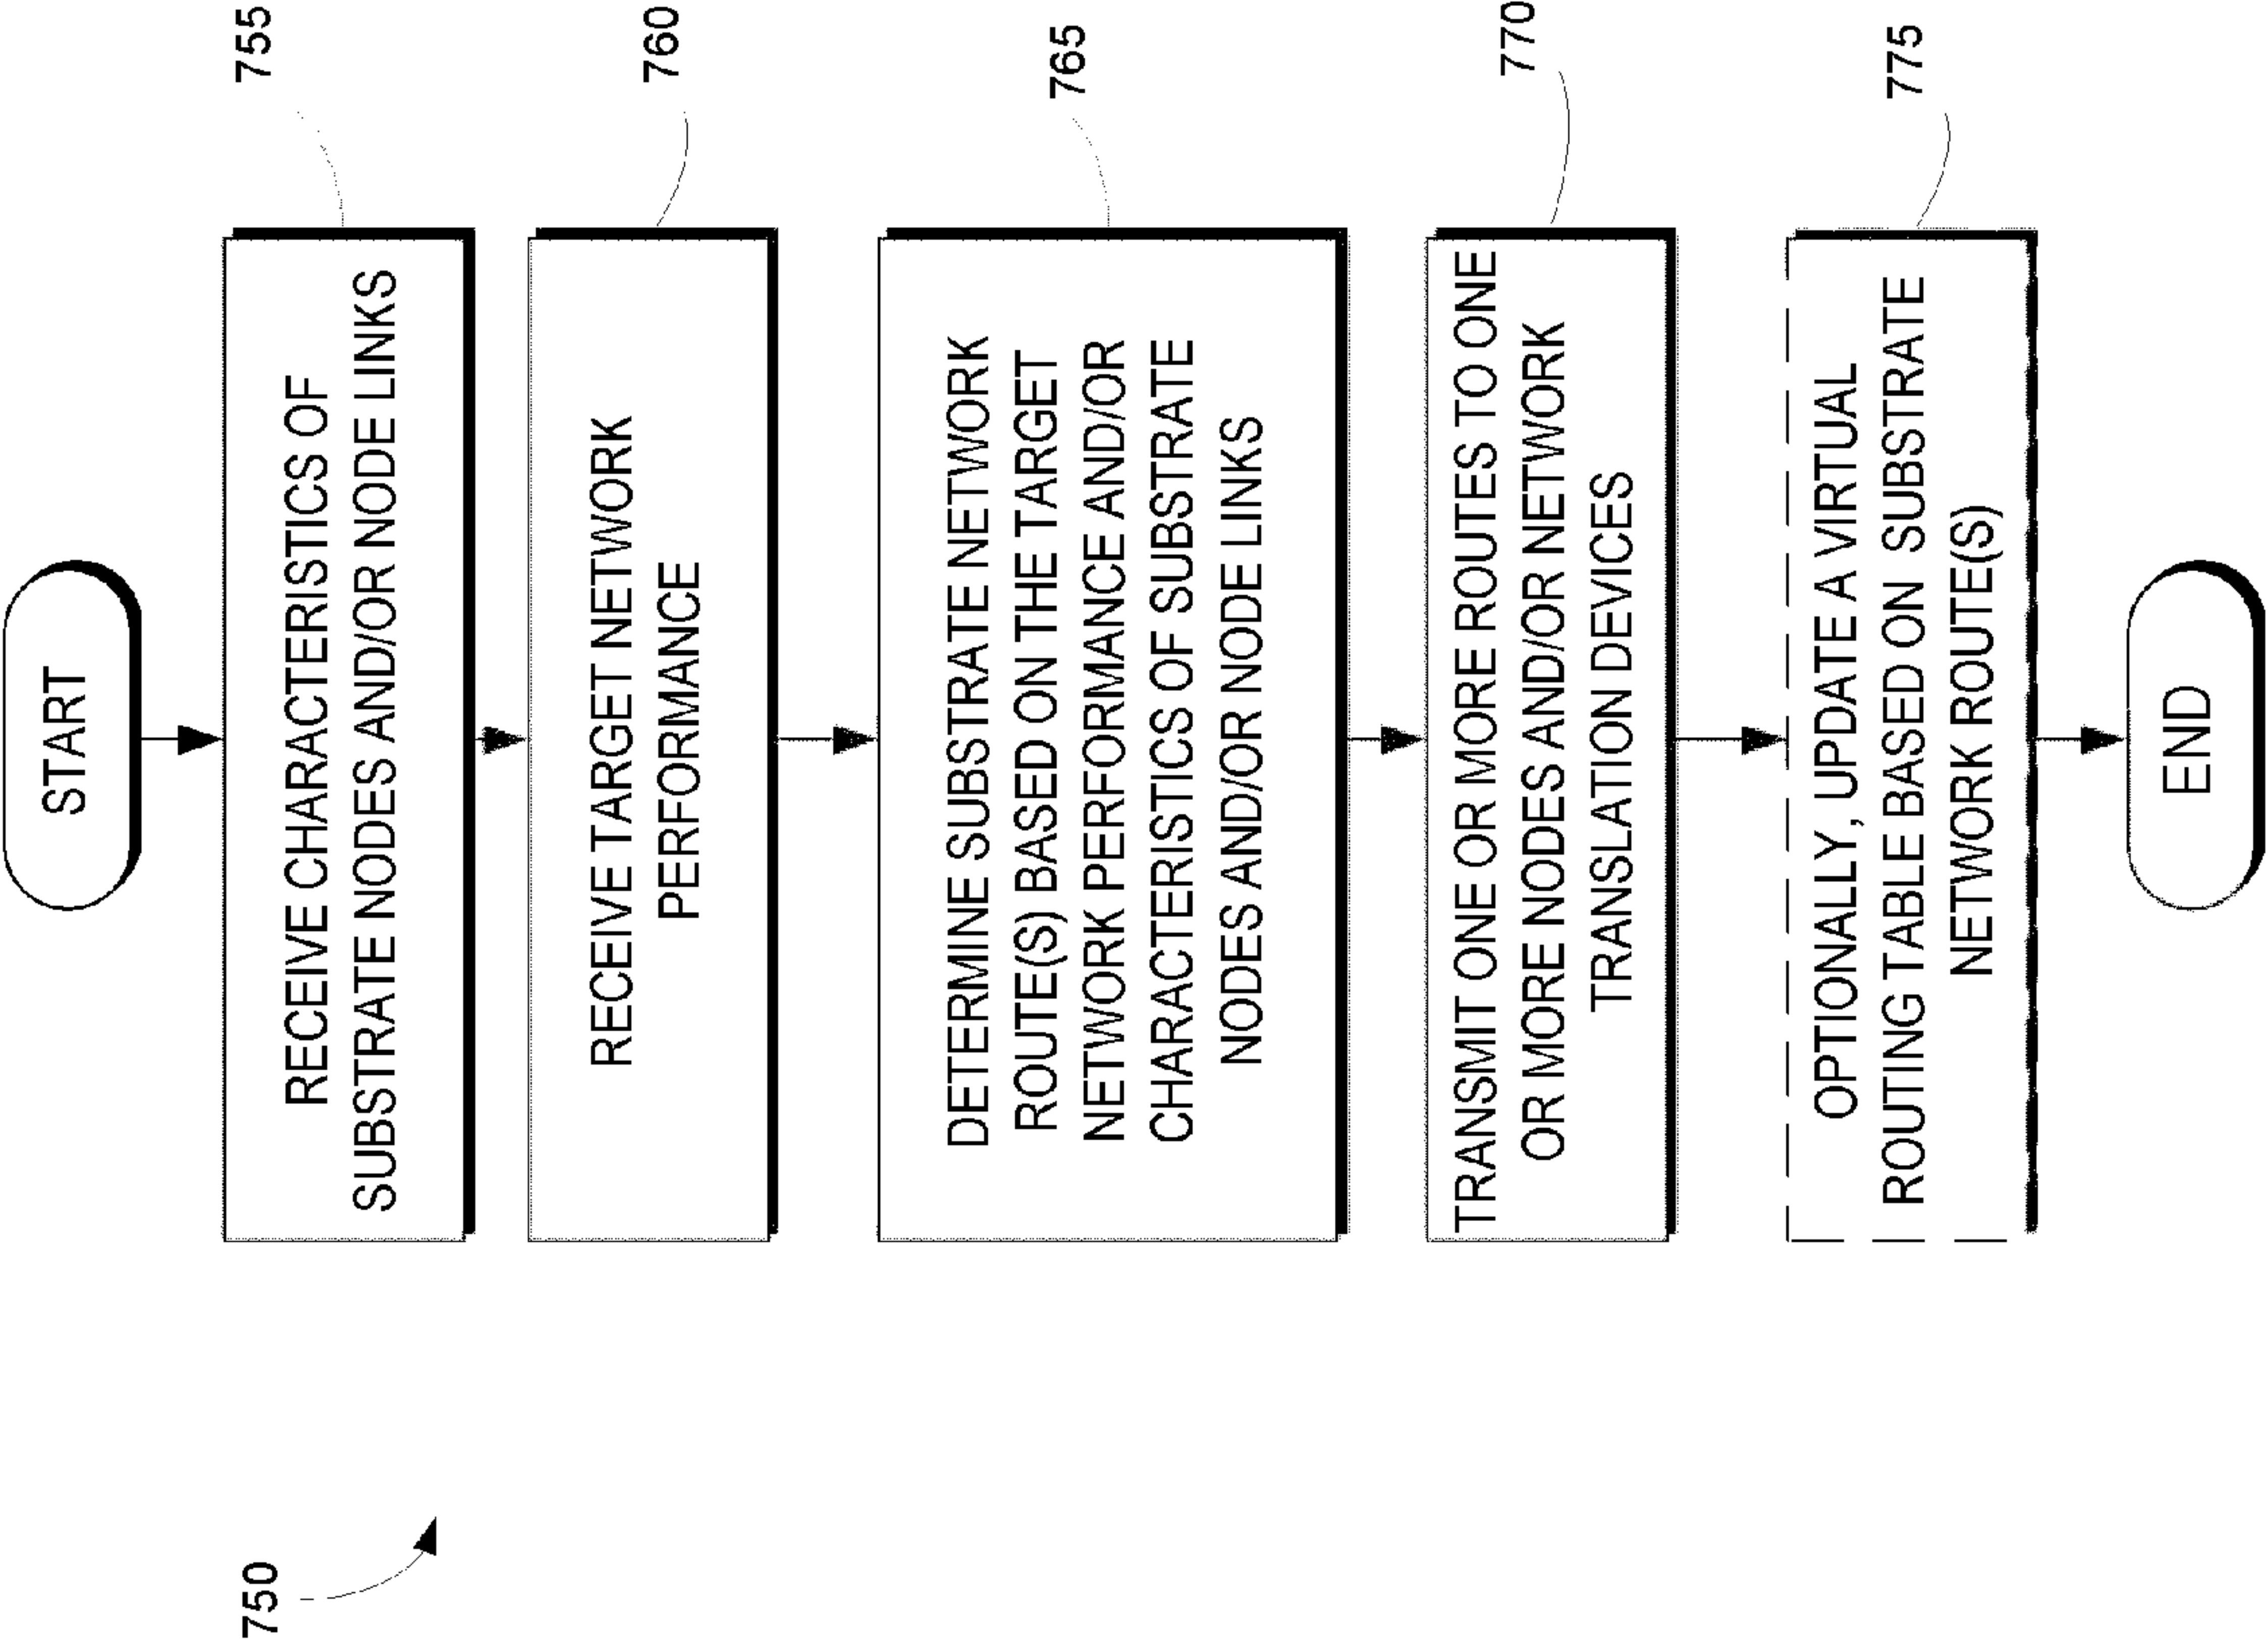 750
START
RECEIVE CHARACTERISTICS OF
SUBSTRATE NODES AND/OR NODE LINKS
755
RECEIVE TARGET NETWORK
PERFORMANCE
760
DETERMINE SUBSTRATE NETWORK
ROUTE(S) BASED ON THE TARGET
NETWORK PERFORMANCE AND/OR
CHARACTERISTICS OF SUBSTRATE
NODES AND/OR NODE LINKS
765
TRANSMIT ONE OR MORE ROUTES TO ONE
OR MORE NODES AND/OR NETWORK
TRANSLATION DEVICES
770
OPTIONALLY, UPDATE A VIRTUAL
ROUTING TABLE BASED ON SUBSTRATE
NETWORK ROUTE(S)
775
END